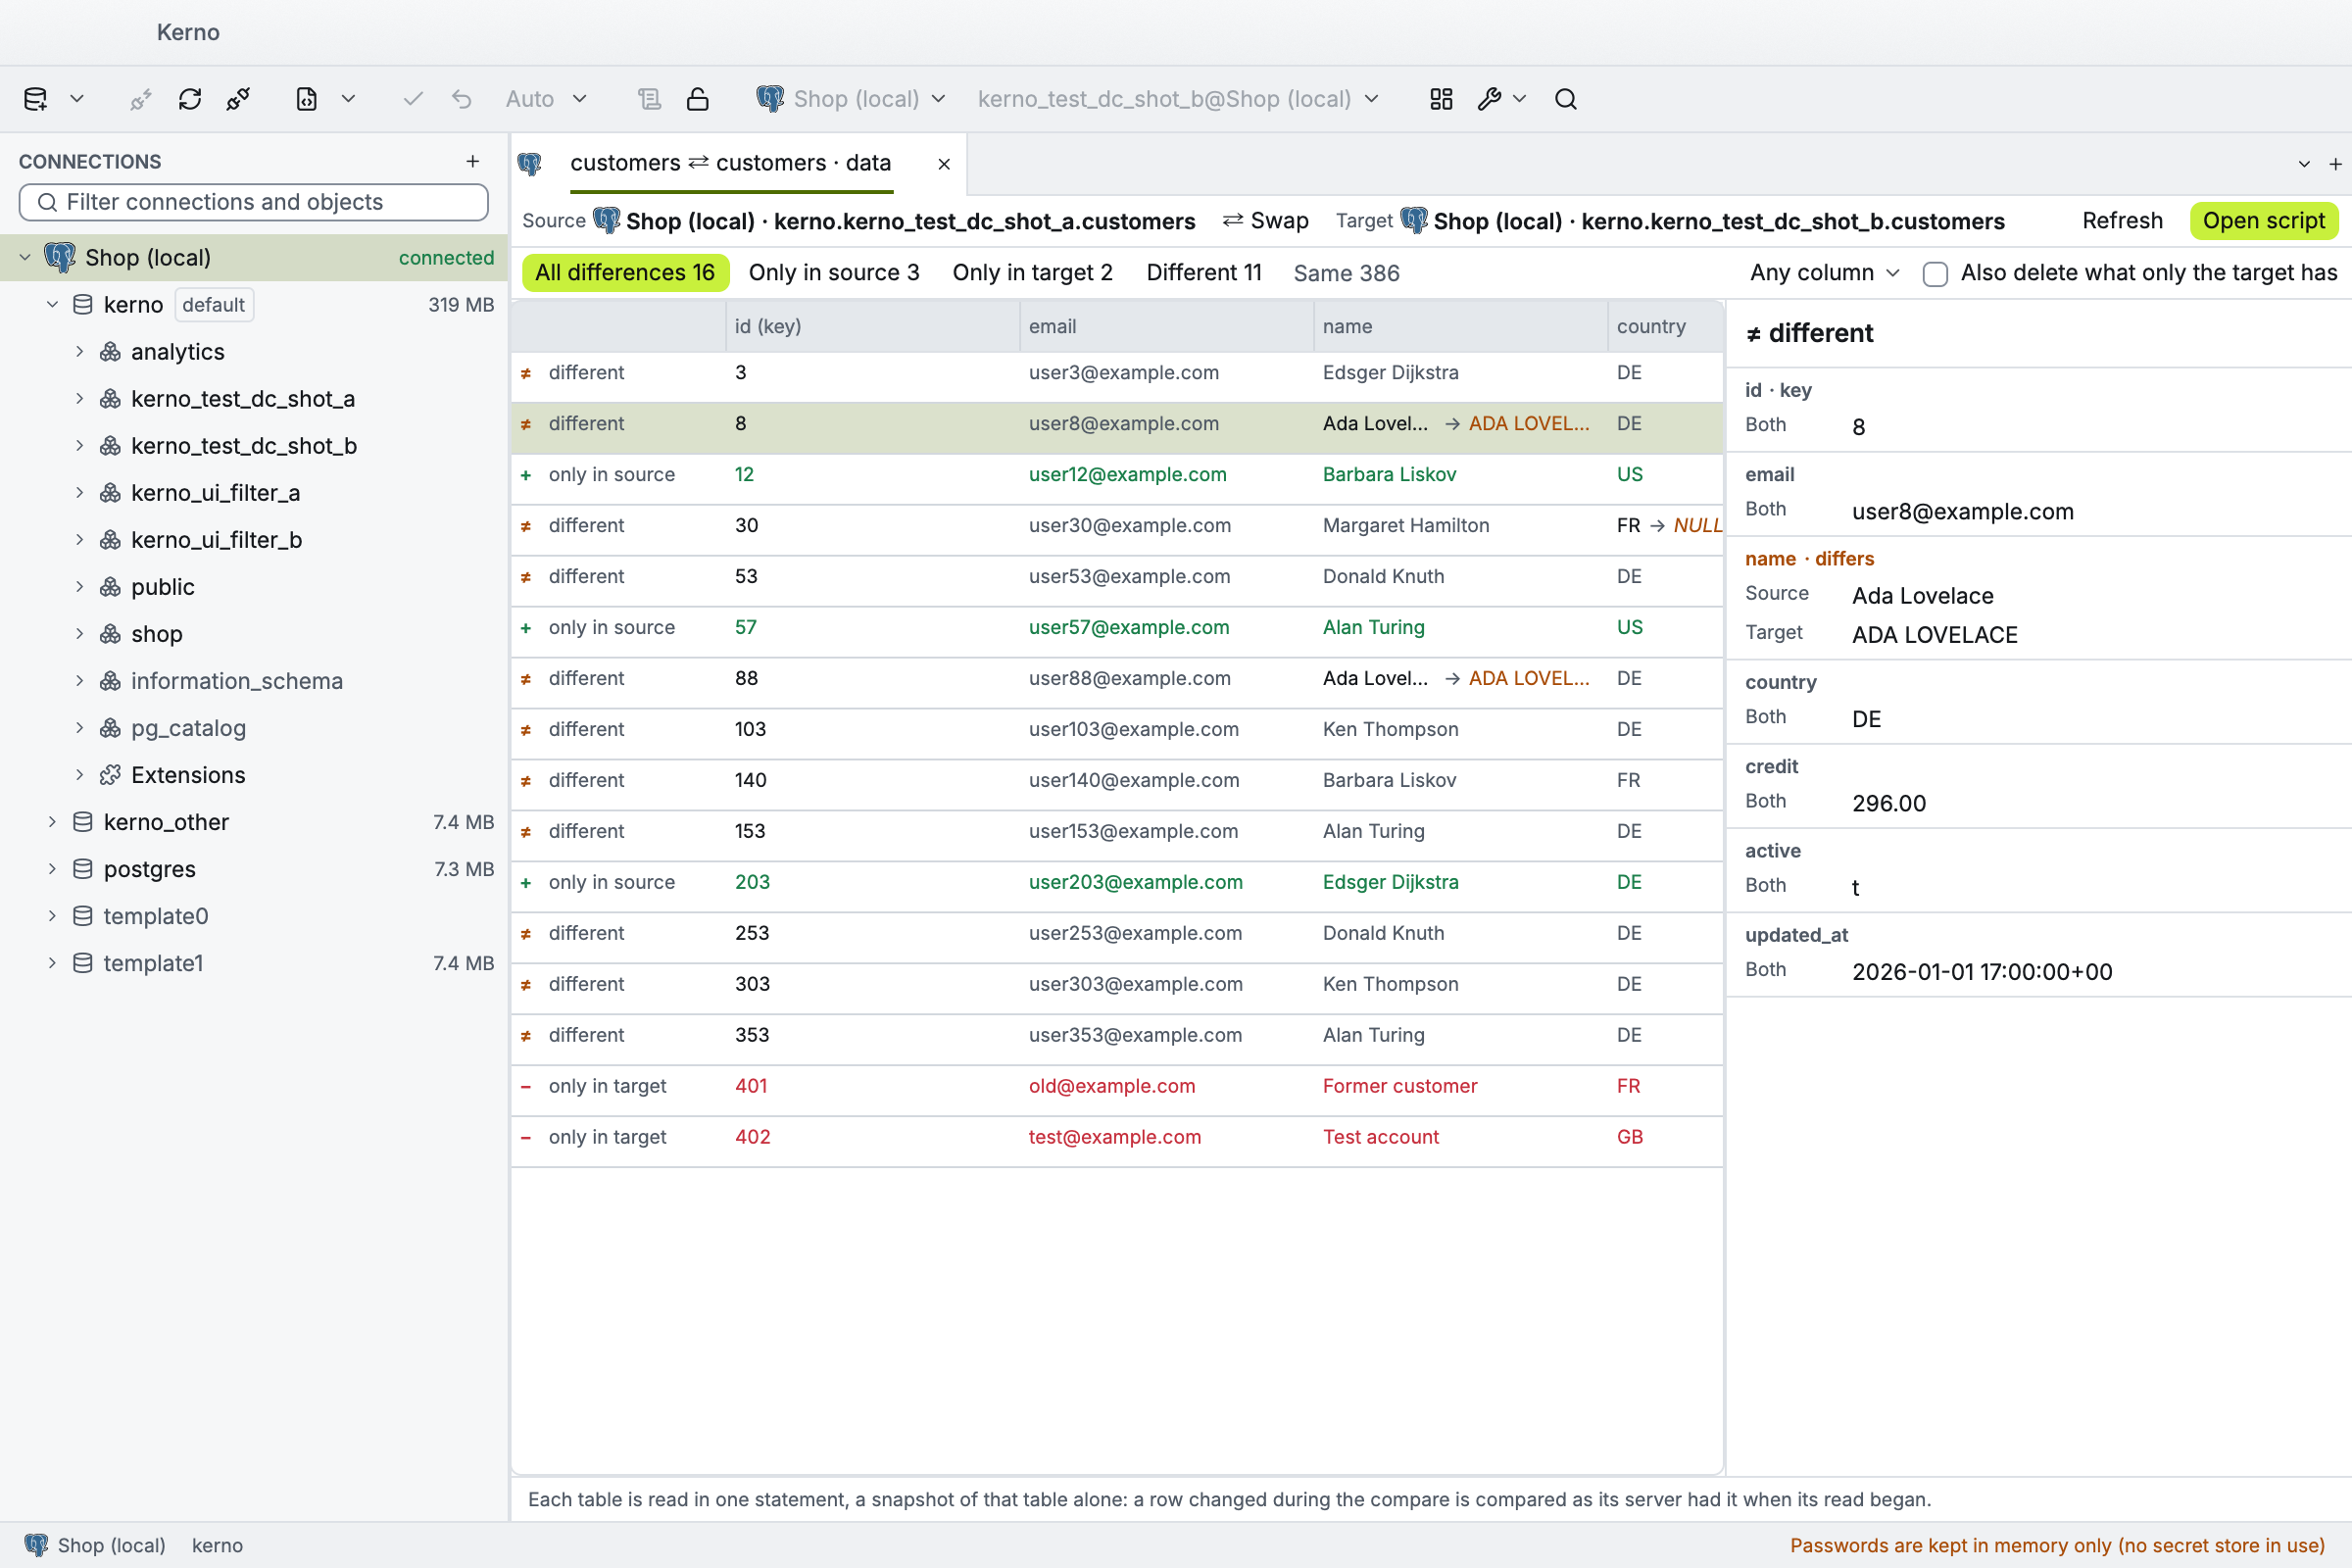 Kerno
Auto
Shop (local)
kerno_test_dc_shot_b@Shop (local)
CONNECTIONS
Filter connections and objects
Shop (local) connected
kerno default 319 MB
analytics
kerno_test_dc_shot_a
kerno_test_dc_shot_b
kerno_ui_filter_a
kerno_ui_filter_b
public
shop
information_schema
pg_catalog
Extensions
kerno_other 7.4 MB
postgres 7.3 MB
template0
template1 7.4 MB
customers ⇄ customers · data
Source Shop (local) · kerno.kerno_test_dc_shot_a.customers ⇄ Swap Target Shop (local) · kerno.kerno_test_dc_shot_b.customers Refresh Open script
All differences 16 Only in source 3 Only in target 2 Different 11 Same 386 Any column Also delete what only the target has
id (key) email name country
≠ different 3 user3@example.com Edsger Dijkstra DE
≠ different 8 user8@example.com Ada Lovel... → ADA LOVEL... DE
+ only in source 12 user12@example.com Barbara Liskov US
≠ different 30 user30@example.com Margaret Hamilton FR → NULL
≠ different 53 user53@example.com Donald Knuth DE
+ only in source 57 user57@example.com Alan Turing US
≠ different 88 user88@example.com Ada Lovel... → ADA LOVEL... DE
≠ different 103 user103@example.com Ken Thompson DE
≠ different 140 user140@example.com Barbara Liskov FR
≠ different 153 user153@example.com Alan Turing DE
+ only in source 203 user203@example.com Edsger Dijkstra DE
≠ different 253 user253@example.com Donald Knuth DE
≠ different 303 user303@example.com Ken Thompson DE
≠ different 353 user353@example.com Alan Turing DE
− only in target 401 old@example.com Former customer FR
− only in target 402 test@example.com Test account GB
≠ different
id · key
Both 8
email
Both user8@example.com
name · differs
Source Ada Lovelace
Target ADA LOVELACE
country
Both DE
credit
Both 296.00
active
Both t
updated_at
Both 2026-01-01 17:00:00+00
Each table is read in one statement, a snapshot of that table alone: a row changed during the compare is compared as its server had it when its read began.
Shop (local) kerno
Passwords are kept in memory only (no secret store in use)